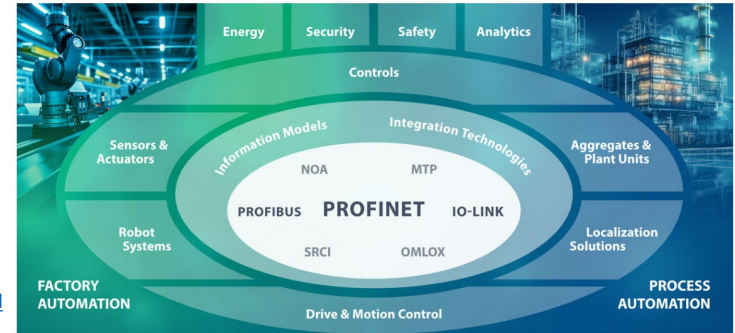 Energy
Security
Safety
Analytics
Controls
Information Models
Integration Technologies
Sensors &
Actuators
Aggregates &
Plant Units
NOA
MTP
PROFIBUS
PROFINET
IO-LINK
SRCI
OMLOX
Robot
Systems
Localization
Solutions
FACTORY
AUTOMATION
PROCESS
AUTOMATION
Drive & Motion Control